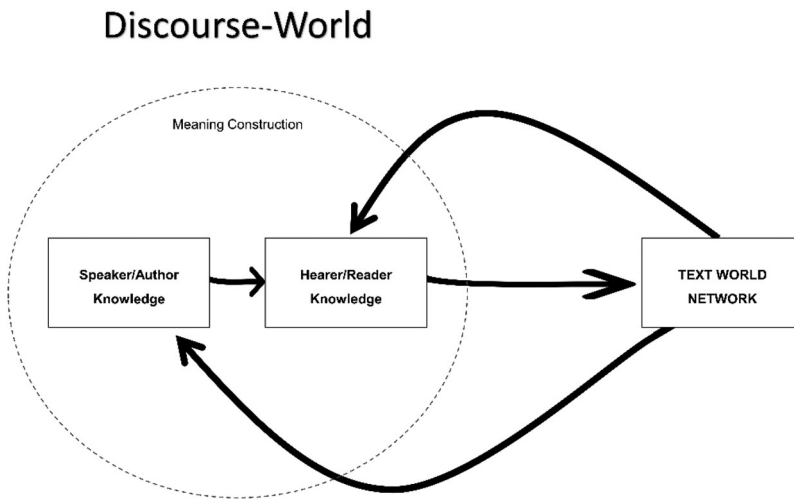 Discourse-World
Meaning Construction
Speaker/Author
Knowledge
Hearer/Reader
Knowledge
TEXT WORLD
NETWORK